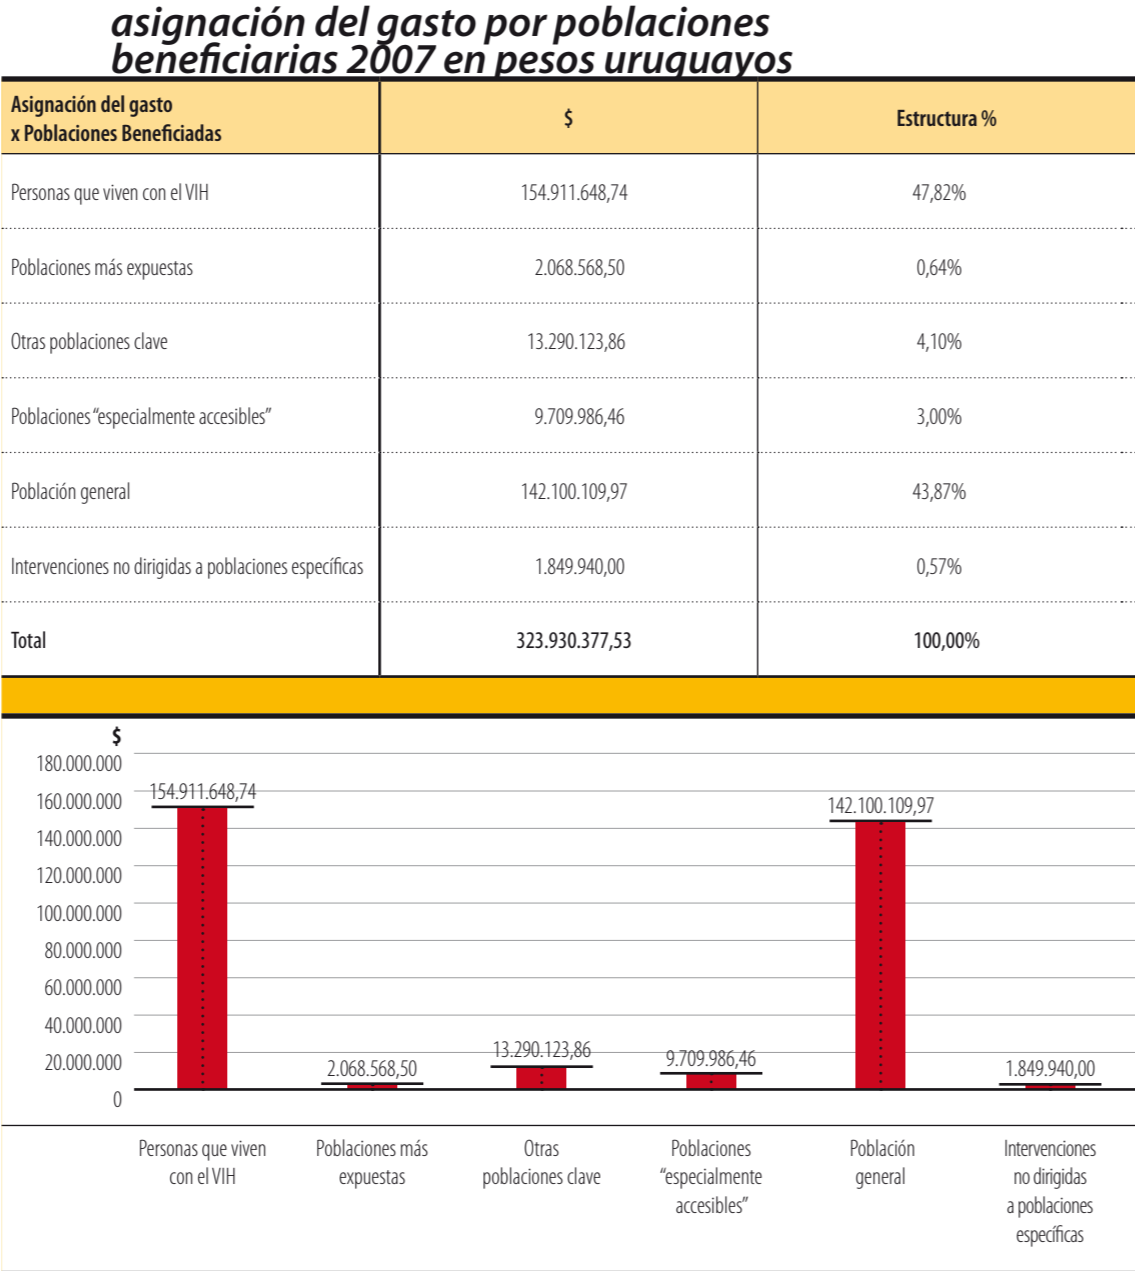 asignación del gasto por poblaciones
beneficiarias 2007 en pesos uruguayos
Asignación del gasto
x Poblaciones Beneficiadas
$
Estructura %
Personas que viven con el VIH
154.911.648,74
47,82%
Poblaciones más expuestas
2.068.568,50
0,64%
Otras poblaciones clave
13.290.123,86
4,10%
Poblaciones “especialmente accesibles”
9.709.986,46
3,00%
Población general
142.100.109,97
43,87%
Intervenciones no dirigidas a poblaciones específicas
1.849.940,00
0,57%
Total
323.930.377,53
100,00%
$
180.000.000
160.000.000
140.000.000
120.000.000
100.000.000
80.000.000
60.000.000
40.000.000
20.000.000
0
154.911.648,74
2.068.568,50
13.290.123,86
9.709.986,46
142.100.109,97
1.849.940,00
Personas que viven
con el VIH
Poblaciones más
expuestas
Otras
poblaciones clave
Poblaciones
“especialmente
accesibles”
Población
general
Intervenciones
no dirigidas
a poblaciones
específicas